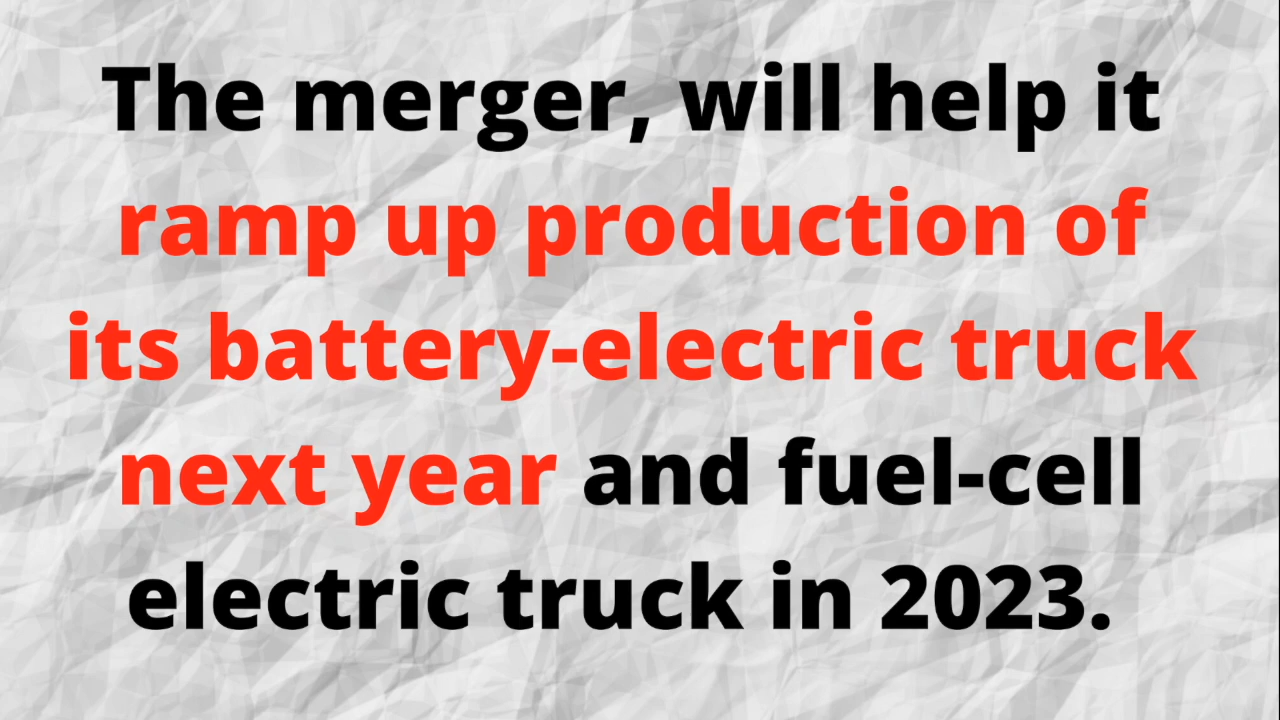 The merger, will help it
ramp up production of
its battery-electric truck
next year and fuel-cell
electric truck in 2023.